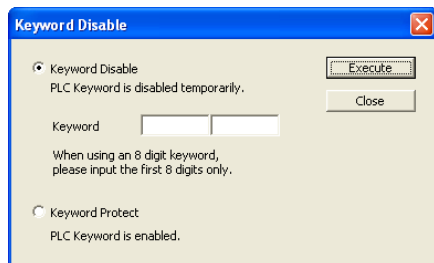 Keyword Disable
Keyword Disable
Execute
PLC Keyword is disabled temporarily.
Close
Keyword
When using an 8 digit keyword,
please input the first 8 digits only.
Keyword Protect
PLC Keyword is enabled.